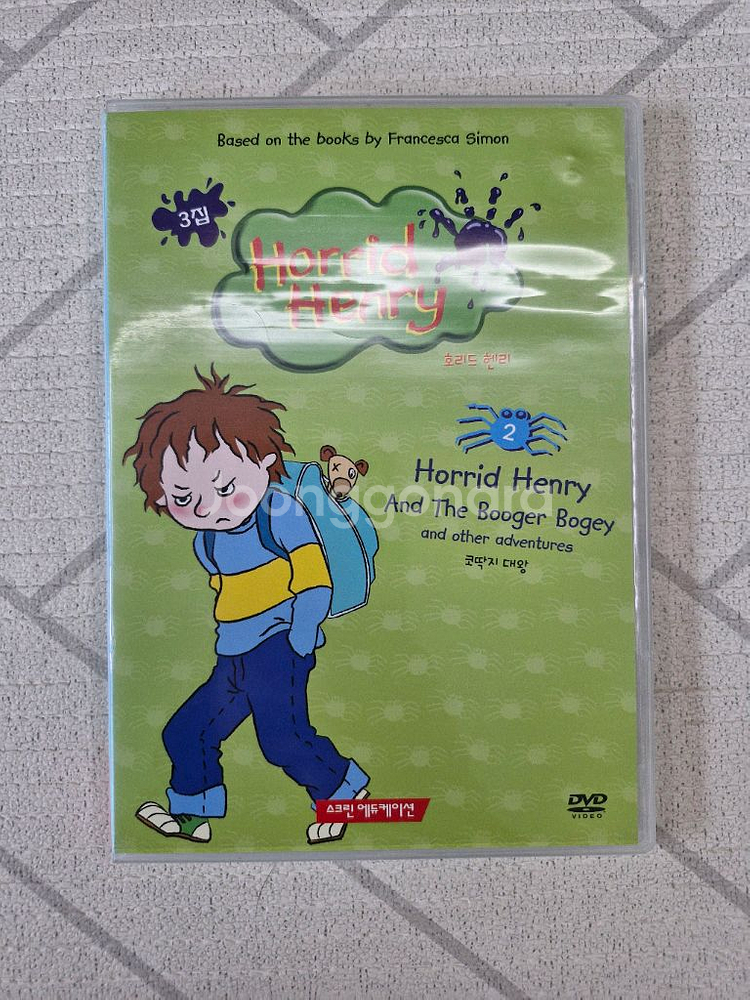 Based on the books by Francesca Simon
3집
Horrid
Henry
호리드 헨리
2
Horrid Henry
And The Booger Bogey
and other adventures
코딱지 대왕
joonggonara
스크린 에듀케이션
DVD
VIDEO